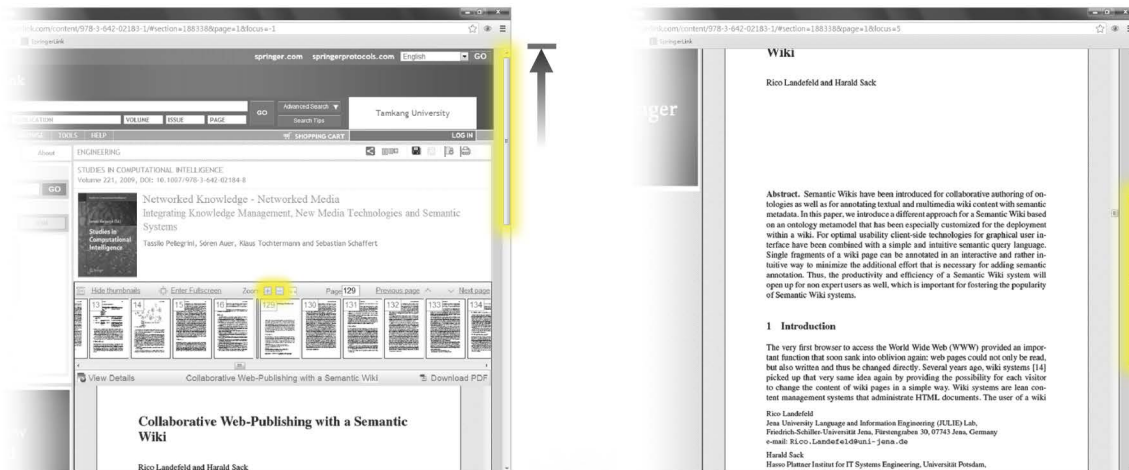 link.com/content/978-3-642-02183-1/#section=188338&page=1&locus=-1
SpringerLink
springer.com springerprotocols.com English GO
GO
Advanced Search
Search Tips
Tamkang University
VOLUME ISSUE PAGE
TOOLS HELP
SHOPPING CART
LOG IN
About
ENGINEERING
STUDIES IN COMPUTATIONAL INTELLIGENCE
Volume 221, 2009, DOI: 10.1007/978-3-642-02184-8
GO
Studies in
Computational
Intelligence
Networked Knowledge - Networked Media
Integrating Knowledge Management, New Media Technologies and Semantic
Systems
Tassilo Pellegrini, Sören Auer, Klaus Tochtermann and Sebastian Schaffert
Hide thumbnails Enter Fullscreen Zoom Page 129 Previous page Next page
13 14 15 16 129 130 131 132 133 134
View Details Collaborative Web-Publishing with a Semantic Wiki Download PDF
Collaborative Web-Publishing with a Semantic
Wiki
Rico Landefeld and Harald Sack
link.com/content/978-3-642-02183-1/#section=188338&page=1&locus=5
SpringerLink
nger
Wiki
Rico Landefeld and Harald Sack
Abstract. Semantic Wikis have been introduced for collaborative authoring of on-
tologies as well as for annotating textual and multimedia wiki content with semantic
metadata. In this paper, we introduce a different approach for a Semantic Wiki based
on an ontology metamodel that has been especially customized for the deployment
within a wiki. For optimal usability client-side technologies for graphical user in-
terface have been combined with a simple and intuitive semantic query language.
Single fragments of a wiki page can be annotated in an interactive and rather in-
tuitive way to minimize the additional effort that is necessary for adding semantic
annotation. Thus, the productivity and efficiency of a Semantic Wiki system will
open up for non expert users as well, which is important for fostering the popularity
of Semantic Wiki systems.
1 Introduction
The very first browser to access the World Wide Web (WWW) provided an impor-
tant function that soon sank into oblivion again: web pages could not only be read,
but also written and thus be changed directly. Several years ago, wiki systems [14]
picked up that very same idea again by providing the possibility for each visitor
to change the content of wiki pages in a simple way. Wiki systems are lean con-
tent management systems that administrate HTML documents. The user of a wiki
Rico Landefeld
Jena University Language and Information Engineering (JULIE) Lab,
Friedrich-Schiller-Universität Jena, Fürstengraben 30, 07743 Jena, Germany
e-mail: Rico.Landefeld@uni-jena.de
Harald Sack
Hasso Plattner Institut for IT Systems Engineering, Universität Potsdam,